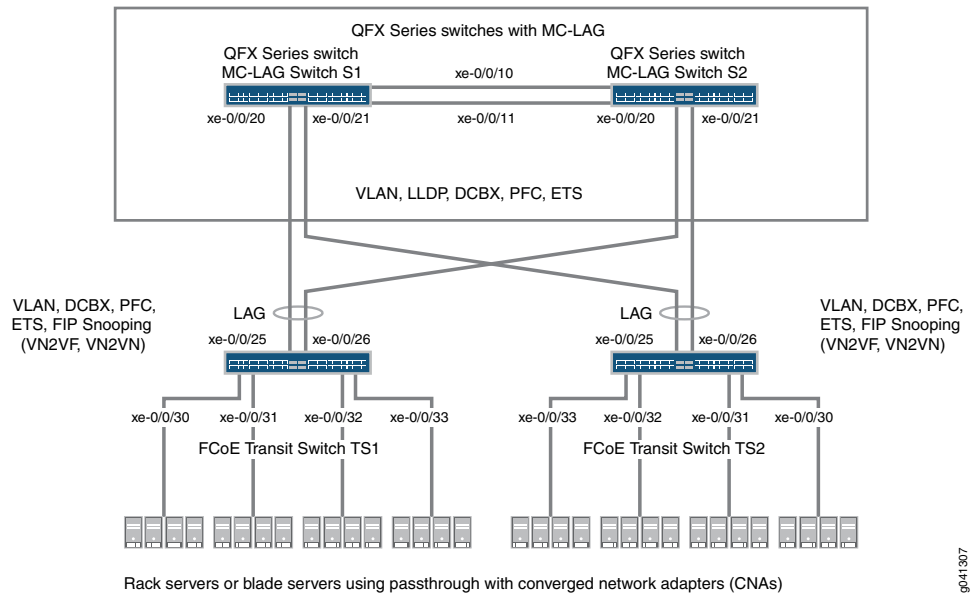 QFX Series switches with MC-LAG
QFX Series switch
MC-LAG Switch S1
QFX Series switch
MC-LAG Switch S2
xe-0/0/10
xe-0/0/20
xe-0/0/21
xe-0/0/11
xe-0/0/20
xe-0/0/21
VLAN, LLDP, DCBX, PFC, ETS
VLAN, DCBX, PFC,
ETS, FIP Snooping
(VN2VF, VN2VN)
LAG
LAG
VLAN, DCBX, PFC,
ETS, FIP Snooping
(VN2VF, VN2VN)
xe-0/0/25
xe-0/0/26
xe-0/0/25
xe-0/0/26
xe-0/0/30
xe-0/0/31
xe-0/0/32
xe-0/0/33
xe-0/0/33
xe-0/0/32
xe-0/0/31
xe-0/0/30
FCoE Transit Switch TS1
FCoE Transit Switch TS2
Rack servers or blade servers using passthrough with converged network adapters (CNAs)
g041307